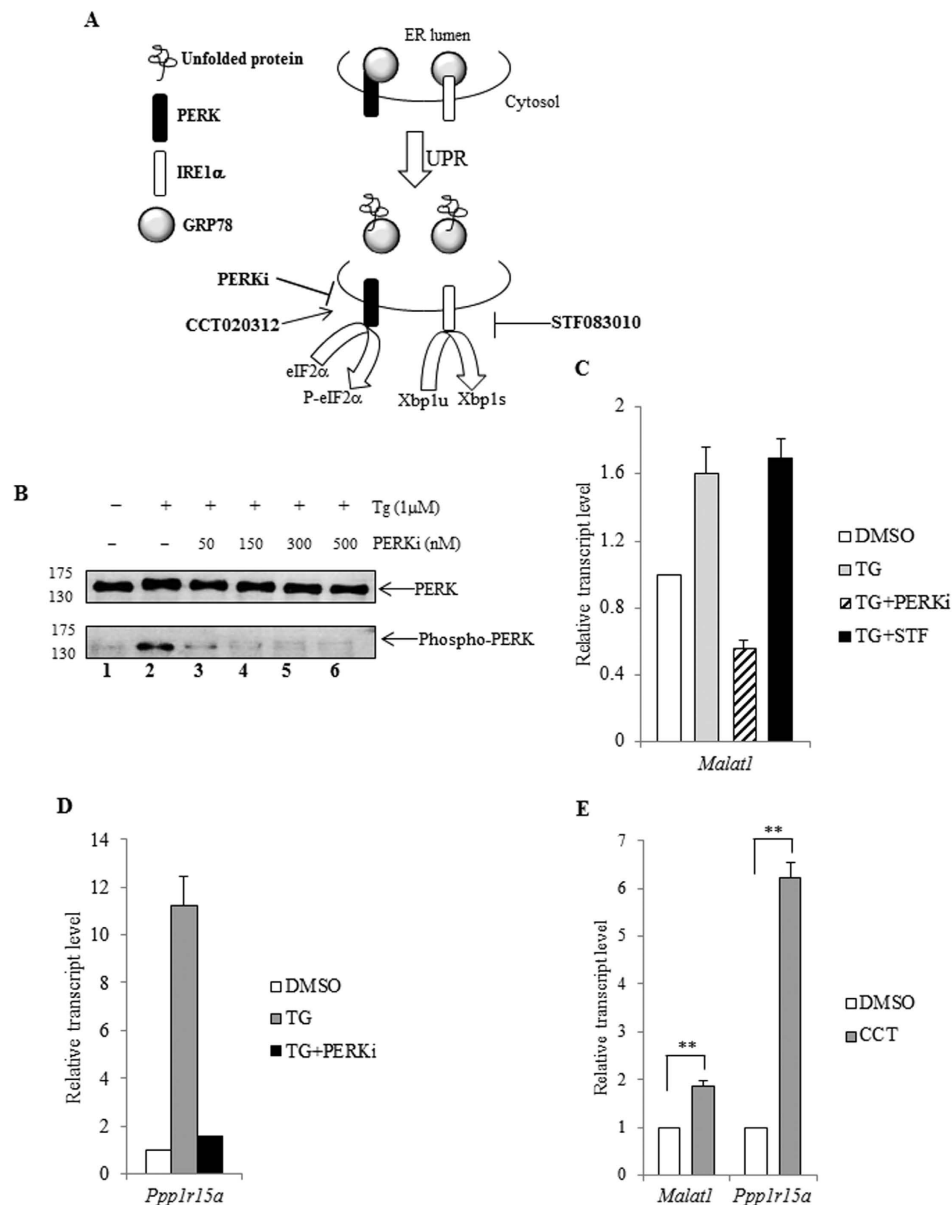 A
Unfolded protein
PERK
IRE1α
GRP78
ER lumen
Cytosol
UPR
PERKi
CCT020312
STF083010
eIF2α
P-eIF2α
Xbp1u
Xbp1s
B
– + + + + + Tg (1μM)
– – 50 150 300 500 PERKi (nM)
175
130
PERK
175
130
Phospho-PERK
1 2 3 4 5 6
C
Relative transcript level
2
1.6
1.2
0.8
0.4
0
Malat1
DMSO
TG
TG+PERKi
TG+STF
D
Relative transcript level
14
12
10
8
6
4
2
0
Ppp1r15a
DMSO
TG
TG+PERKi
E
Relative transcript level
7
6
5
4
3
2
1
0
**
**
Malat1 Ppp1r15a
DMSO
CCT